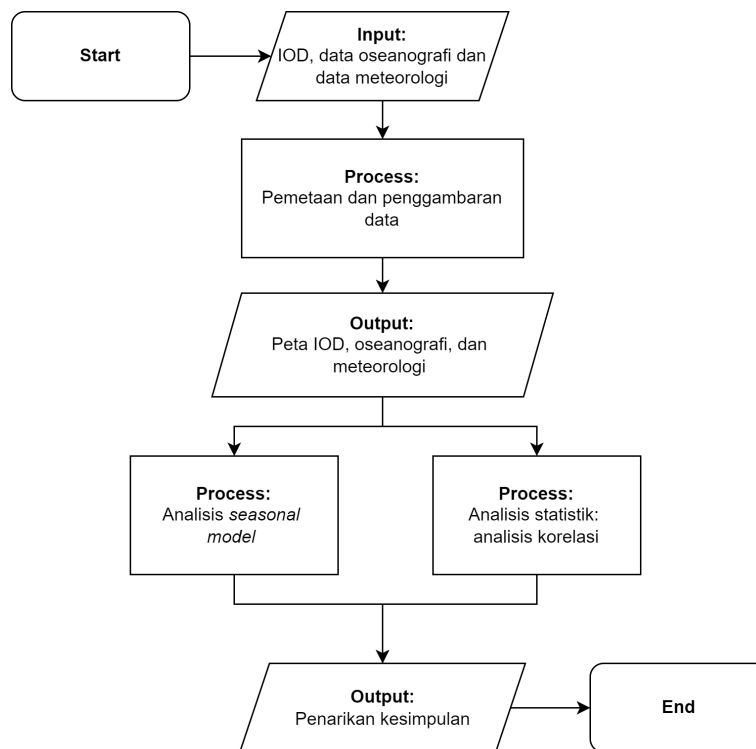 Start
Input:
IOD, data oseanografi dan
data meteorologi
Process:
Pemetaan dan penggambaran
data
Output:
Peta IOD, oseanografi, dan
meteorologi
Process:
Analisis seasonal
model
Process:
Analisis statistik:
analisis korelasi
Output:
Penarikan kesimpulan
End